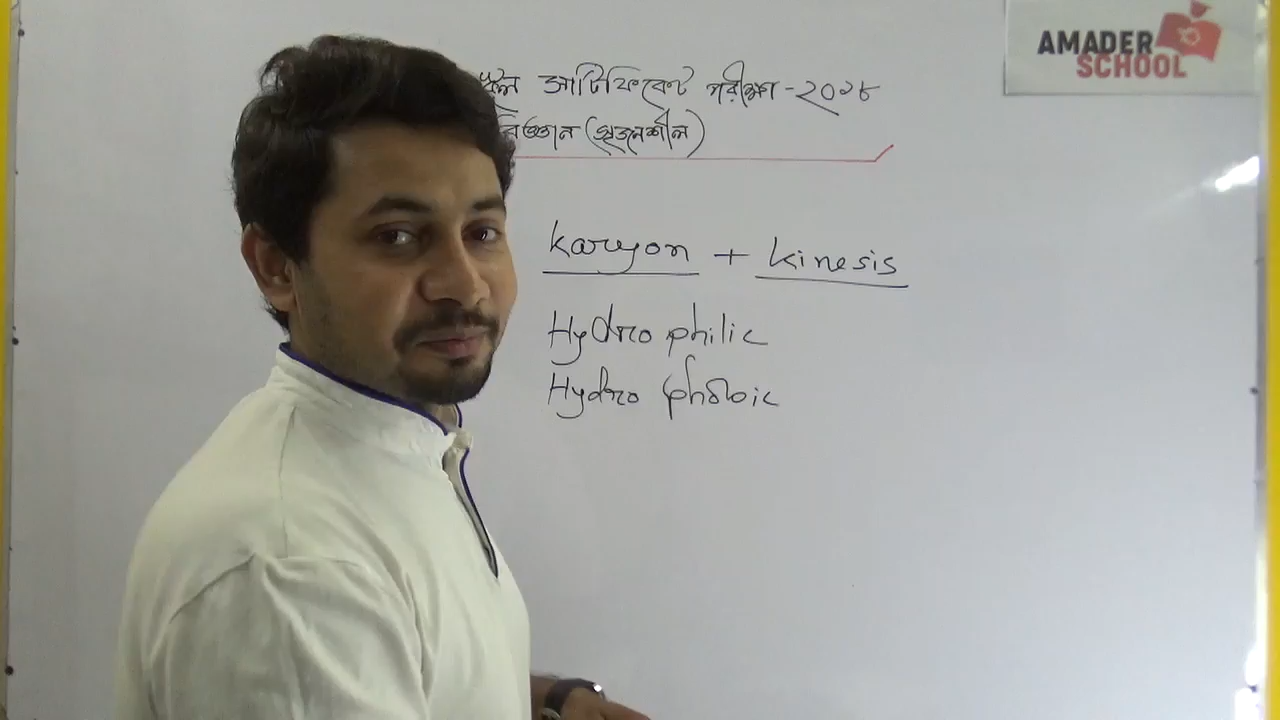 AMADER
SCHOOL
স্কুল সার্টিফিকেট পরীক্ষা-২০১৮
বিজ্ঞান (সৃজনশীল)
karyon + kinesis
Hydro philic
Hydro phobic